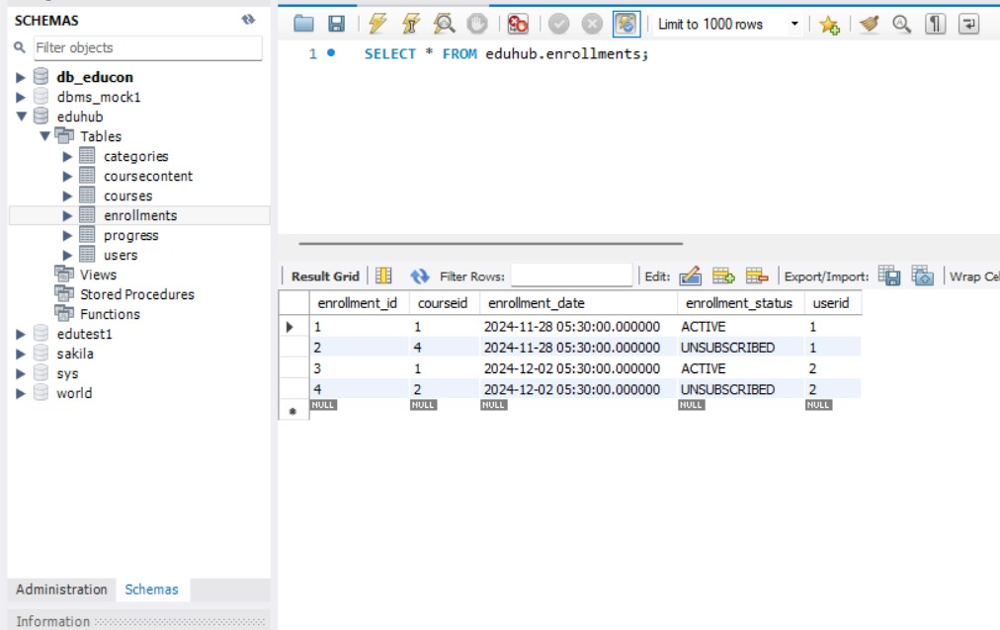 SCHEMAS
Filter objects
db_educon
dbms_mock1
eduhub
Tables
categories
coursecontent
courses
enrollments
progress
users
Views
Stored Procedures
Functions
edutest1
sakila
sys
world
Administration Schemas
Information
Limit to 1000 rows
1 SELECT * FROM eduhub.enrollments;
Result Grid Filter Rows: Edit: Export/Import: Wrap Cel
enrollment_id courseid enrollment_date enrollment_status userid
1 1 2024-11-28 05:30:00.000000 ACTIVE 1
2 4 2024-11-28 05:30:00.000000 UNSUBSCRIBED 1
3 1 2024-12-02 05:30:00.000000 ACTIVE 2
4 2 2024-12-02 05:30:00.000000 UNSUBSCRIBED 2
NULL NULL NULL NULL NULL